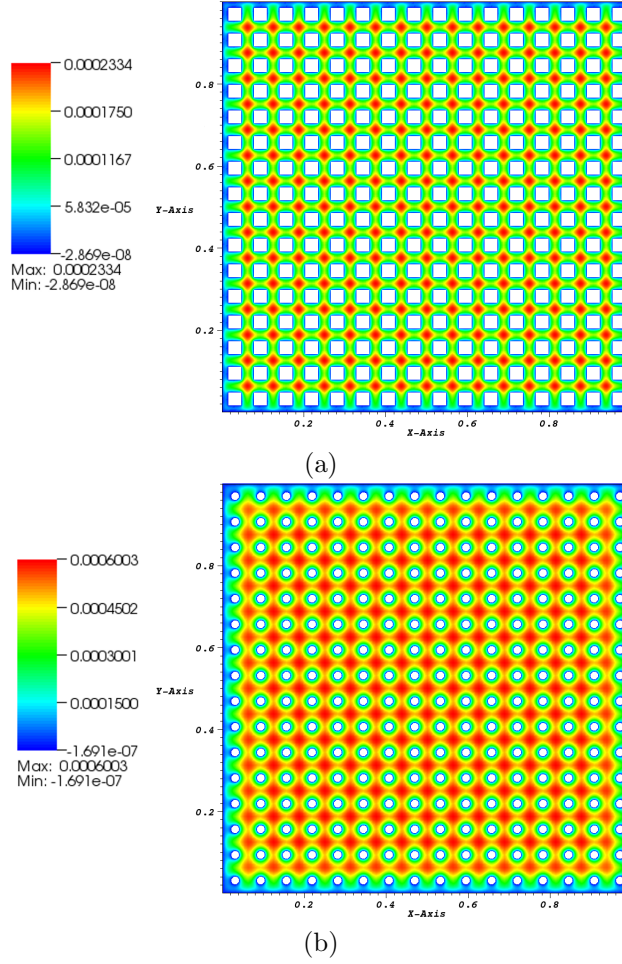 0.0002334
0.0001750
0.0001167
5.832e-05
-2.869e-08
Max: 0.0002334
Min: -2.869e-08
0.8
0.6
Y-Axis
0.4
0.2
0.2 0.4 0.6 0.8
X-Axis
(a)
0.0006003
0.0004502
0.0003001
0.0001500
-1.691e-07
Max: 0.0006003
Min: -1.691e-07
0.8
0.6
Y-Axis
0.4
0.2
0.2 0.4 0.6 0.8
X-Axis
(b)